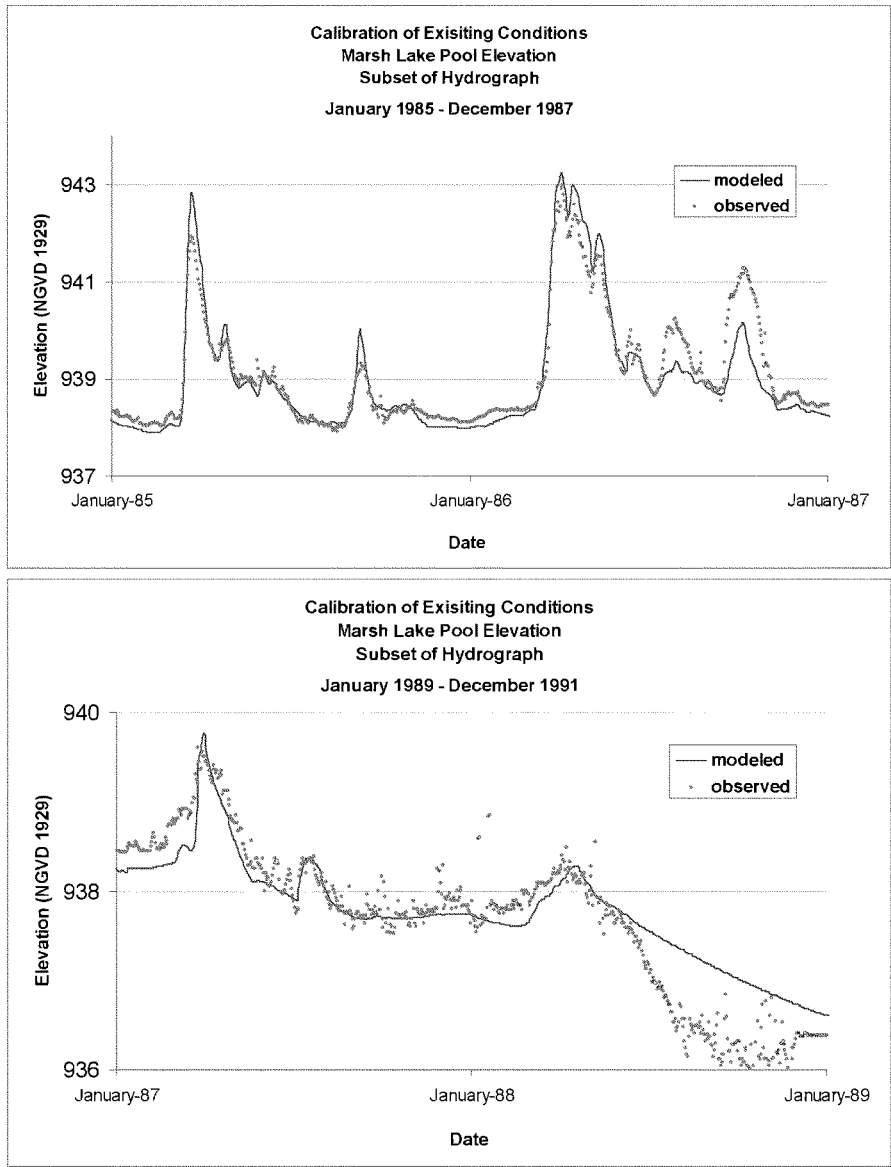 Calibration of Exisiting Conditions
Marsh Lake Pool Elevation
Subset of Hydrograph
January 1985 - December 1987
Elevation (NGVD 1929)
943
941
939
937
modeled
observed
January-85
January-86
January-87
Date
Calibration of Exisiting Conditions
Marsh Lake Pool Elevation
Subset of Hydrograph
January 1989 - December 1991
Elevation (NGVD 1929)
940
938
936
modeled
observed
January-87
January-88
January-89
Date